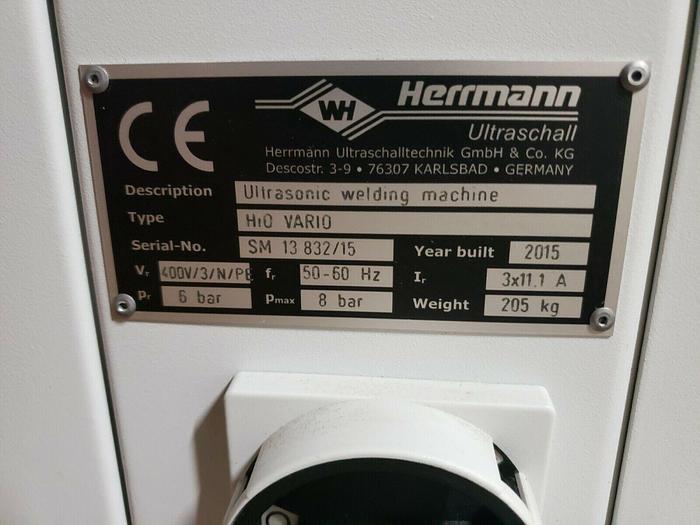 CE
WH
Herrmann
Ultraschall
Herrmann Ultraschalltechnik GmbH & Co. KG
Descostr. 3-9 • 76307 KARLSBAD • GERMANY
Description Ultrasonic welding machine
Type HiQ VARIO
Serial-No. SM 13 832/15 Year built 2015
Vr 400V/3/N/PE fr 50-60 Hz Ir 3x11.1 A
pr 6 bar pmax 8 bar Weight 205 kg